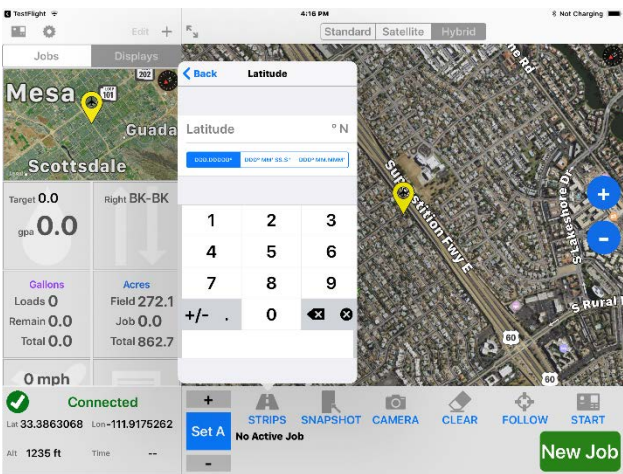 TestFlight
4:16 PM
Not Charging
Edit +
Standard Satellite Hybrid
Jobs Displays
202
Mesa
LOOP
101
Guada
Scottsdale
Legal
Target 0.0
Right BK-BK
gpa 0.0
Gallons
Loads 0
Remain 0.0
Total 0.0
Acres
Field 272.1
Job 0.0
Total 862.7
0 mph
Connected
Lat 33.3863068 Lon-111.9175262
Alt 1235 ft Time --
Back Latitude
Latitude ° N
DDD.DDDDD° DDD° MM' SS.S" DDD° MM.MMM'
1 2 3
4 5 6
7 8 9
+/- . 0
Rd
Superstition Fwy E
S Lakeshore Dr
S Rural
60
60
+
-
+
Set A
-
STRIPS SNAPSHOT CAMERA CLEAR FOLLOW START
No Active Job
New Job